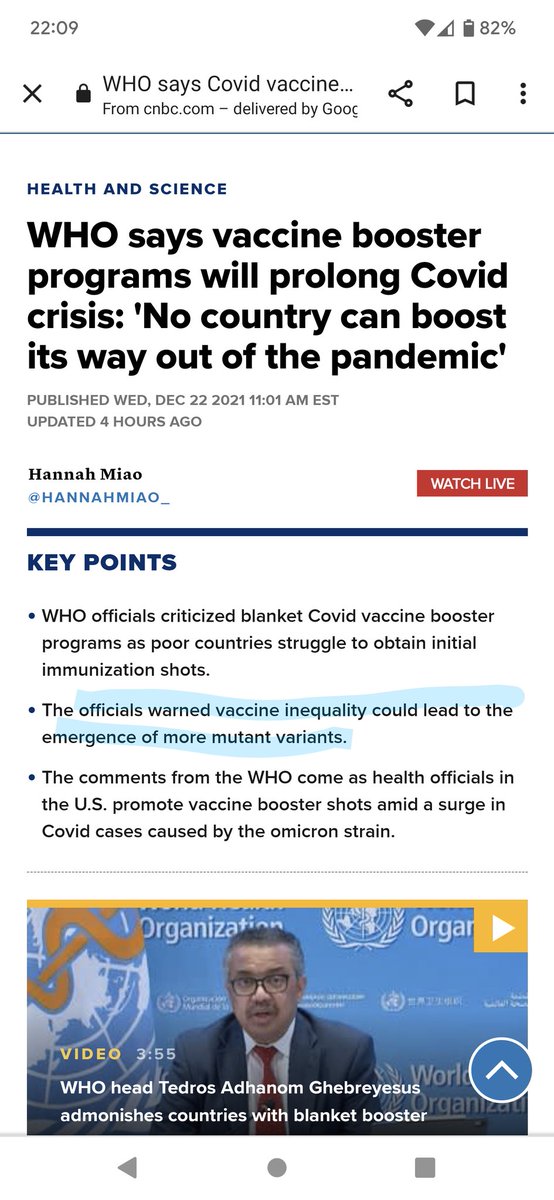 22:09
82%
WHO says Covid vaccine...
From cnbc.com – delivered by Goog
HEALTH AND SCIENCE
WHO says vaccine booster
programs will prolong Covid
crisis: 'No country can boost
its way out of the pandemic'
PUBLISHED WED, DEC 22 2021 11:01 AM EST
UPDATED 4 HOURS AGO
Hannah Miao
@HANNAHMIAO_
WATCH LIVE
KEY POINTS
• WHO officials criticized blanket Covid vaccine booster
programs as poor countries struggle to obtain initial
immunization shots.
• The officials warned vaccine inequality could lead to the
emergence of more mutant variants.
• The comments from the WHO come as health officials in
the U.S. promote vaccine booster shots amid a surge in
Covid cases caused by the omicron strain.
Organization
Organ
VIDEO 3:55
WHO head Tedros Adhanom Ghebreyesus
admonishes countries with blanket booster
World
Organizati